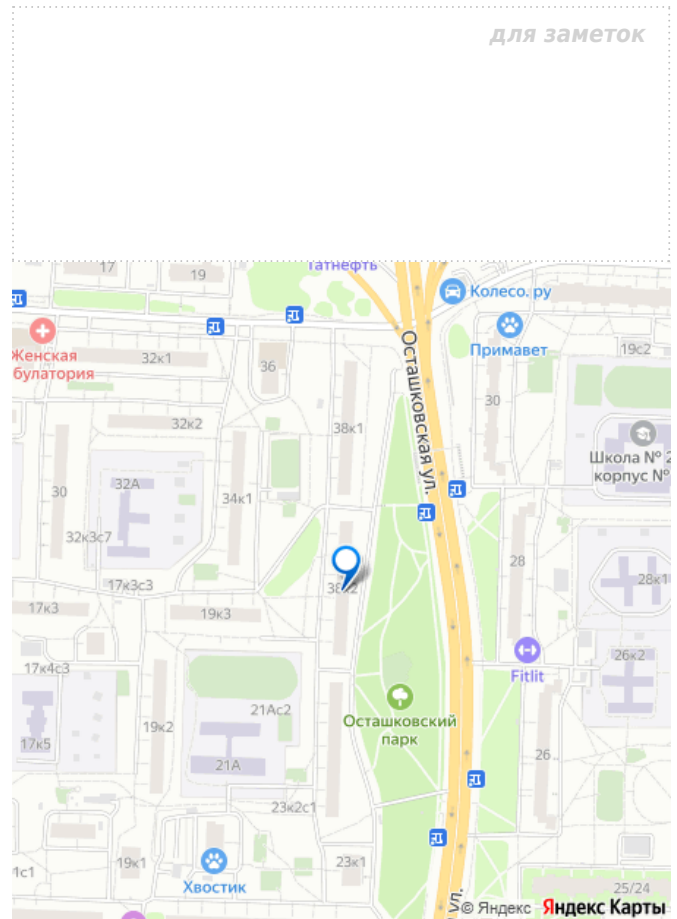 для заметок
Татнефть
17
19
Колесо.ру
Женская
булатория
32к1
36
Примавет
19с2
Осташковская ул.
30
32к2
38к1
Школа № 2
корпус №
30
32А
34к1
32к3с7
28
17к3с3
38к2
28к1
17к3
19к3
26к2
17к4с3
Fitlit
21Ас2
Осташковский
парк
19к2
17к5
21А
26
23к2с1
19к1
23к1
1с1
Хвостик
25/24
ул.
© Яндекс Яндекс Карты